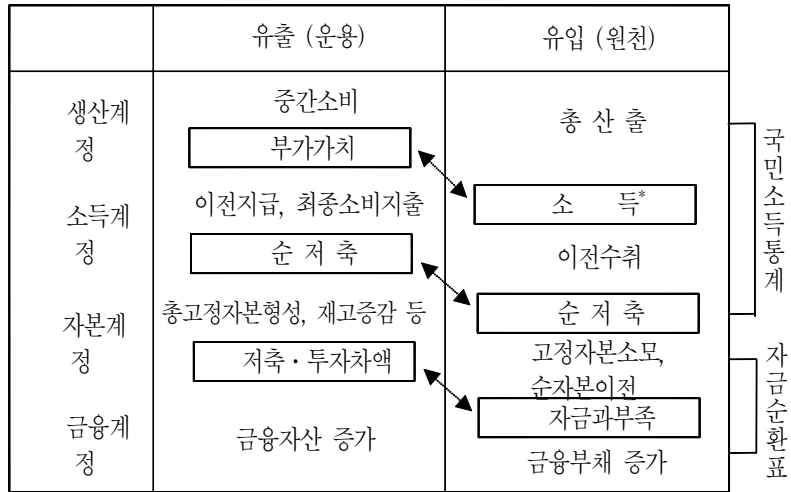 유출 (운용)
유입 (원천)
생산계
정
중간소비
부가가치
총 산 출
소득계
정
이전지급, 최종소비지출
순 저 축
소 득*
이전수취
자본계
정
총고정자본형성, 재고증감 등
저축·투자차액
순 저 축
고정자본소모,
순자본이전
금융계
정
금융자산 증가
자금과부족
금융부채 증가
국민소득통계
자금순환표